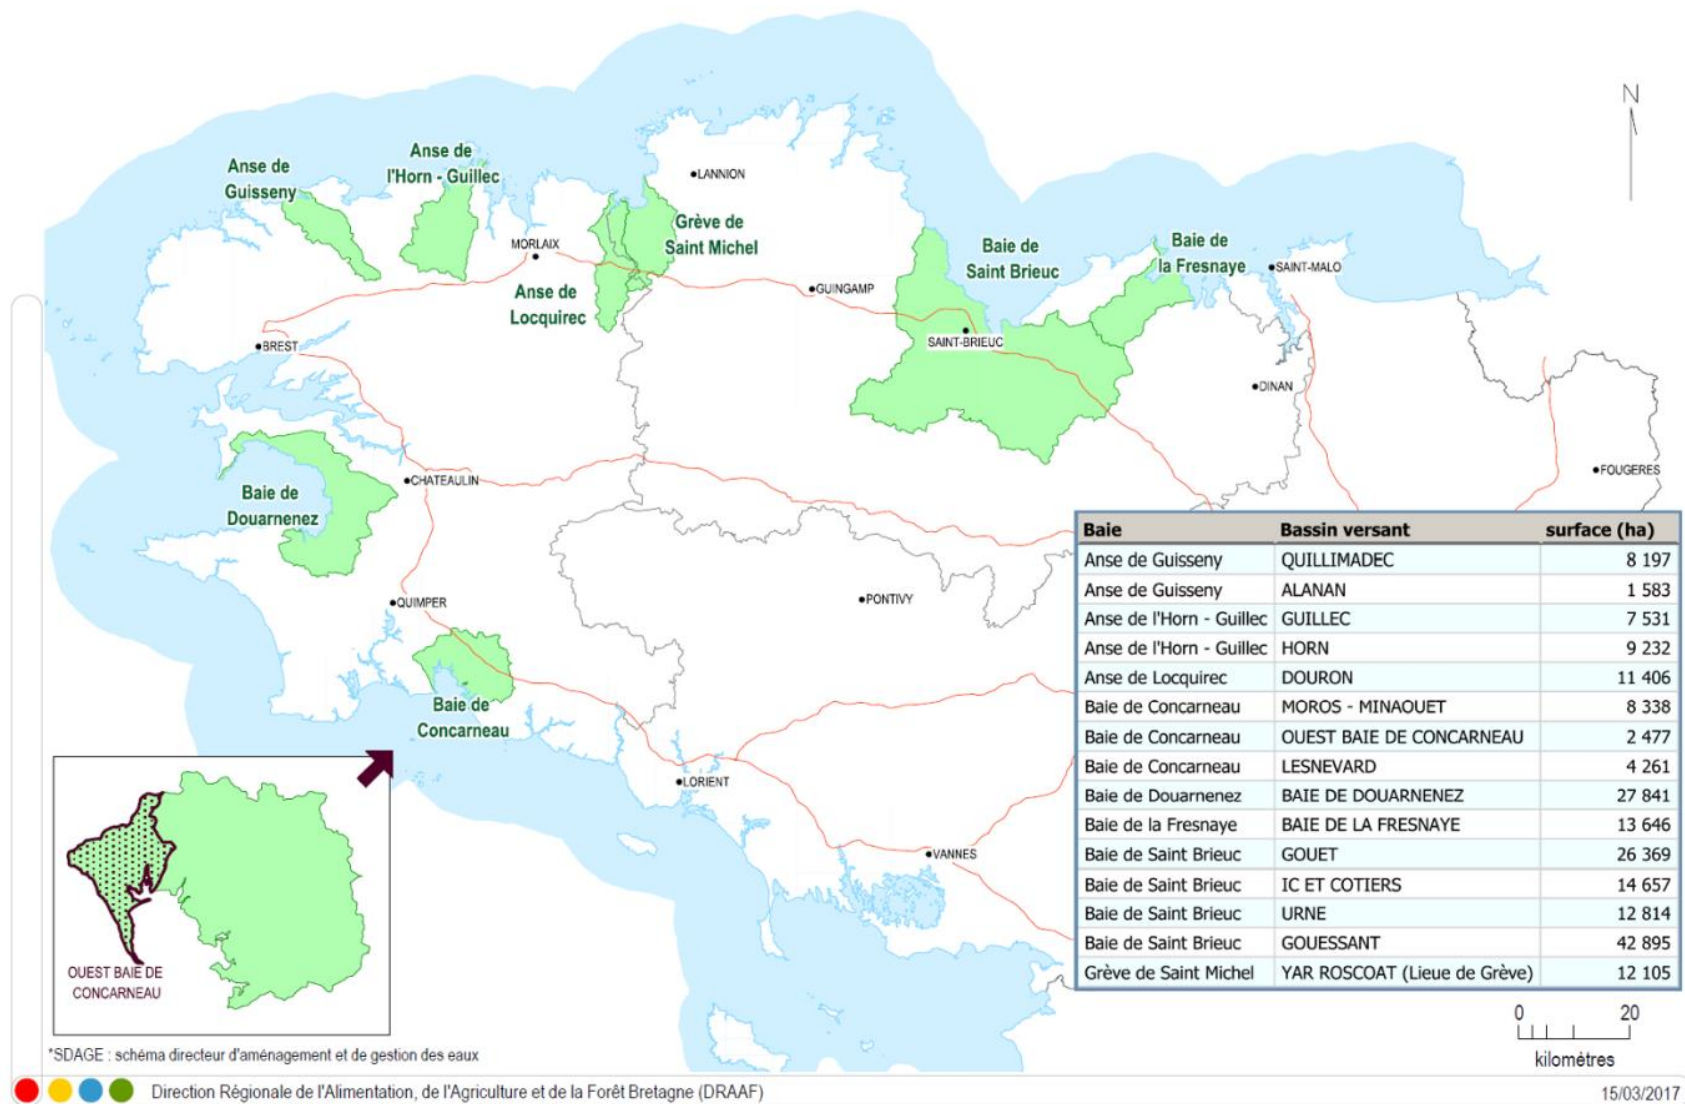 N
Anse de
Guisseny
Anse de
l'Horn - Guillec
LANNION
MORLAIX
Grève de
Saint Michel
Anse de
Locquirec
GUINGAMP
Baie de
Saint Brieuc
Baie de
la Fresnaye
SAINT-MALO
BREST
SAINT-BRIEUC
DINAN
FOUGERES
CHATEAULIN
Baie de
Douarnenez
QUIMPER
PONTIVY
Baie de
Concarneau
LORIENT
VANNES
Baie Bassin versant surface (ha)
Anse de Guisseny QUILLIMADEC 8 197
Anse de Guisseny ALANAN 1 583
Anse de l'Horn - Guillec GUILLEC 7 531
Anse de l'Horn - Guillec HORN 9 232
Anse de Locquirec DOURON 11 406
Baie de Concarneau MOROS - MINAOUET 8 338
Baie de Concarneau OUEST BAIE DE CONCARNEAU 2 477
Baie de Concarneau LESNEVARD 4 261
Baie de Douarnenez BAIE DE DOUARNENEZ 27 841
Baie de la Fresnaye BAIE DE LA FRESNAYE 13 646
Baie de Saint Brieuc GOUET 26 369
Baie de Saint Brieuc IC ET COTIERS 14 657
Baie de Saint Brieuc URNE 12 814
Baie de Saint Brieuc GOUESSANT 42 895
Grève de Saint Michel YAR ROSCOAT (Lieue de Grève) 12 105
OUEST BAIE DE
CONCARNEAU
0 20
kilomètres
*SDAGE : schéma directeur d'aménagement et de gestion des eaux
Direction Régionale de l'Alimentation, de l'Agriculture et de la Forêt Bretagne (DRAAF)
15/03/2017